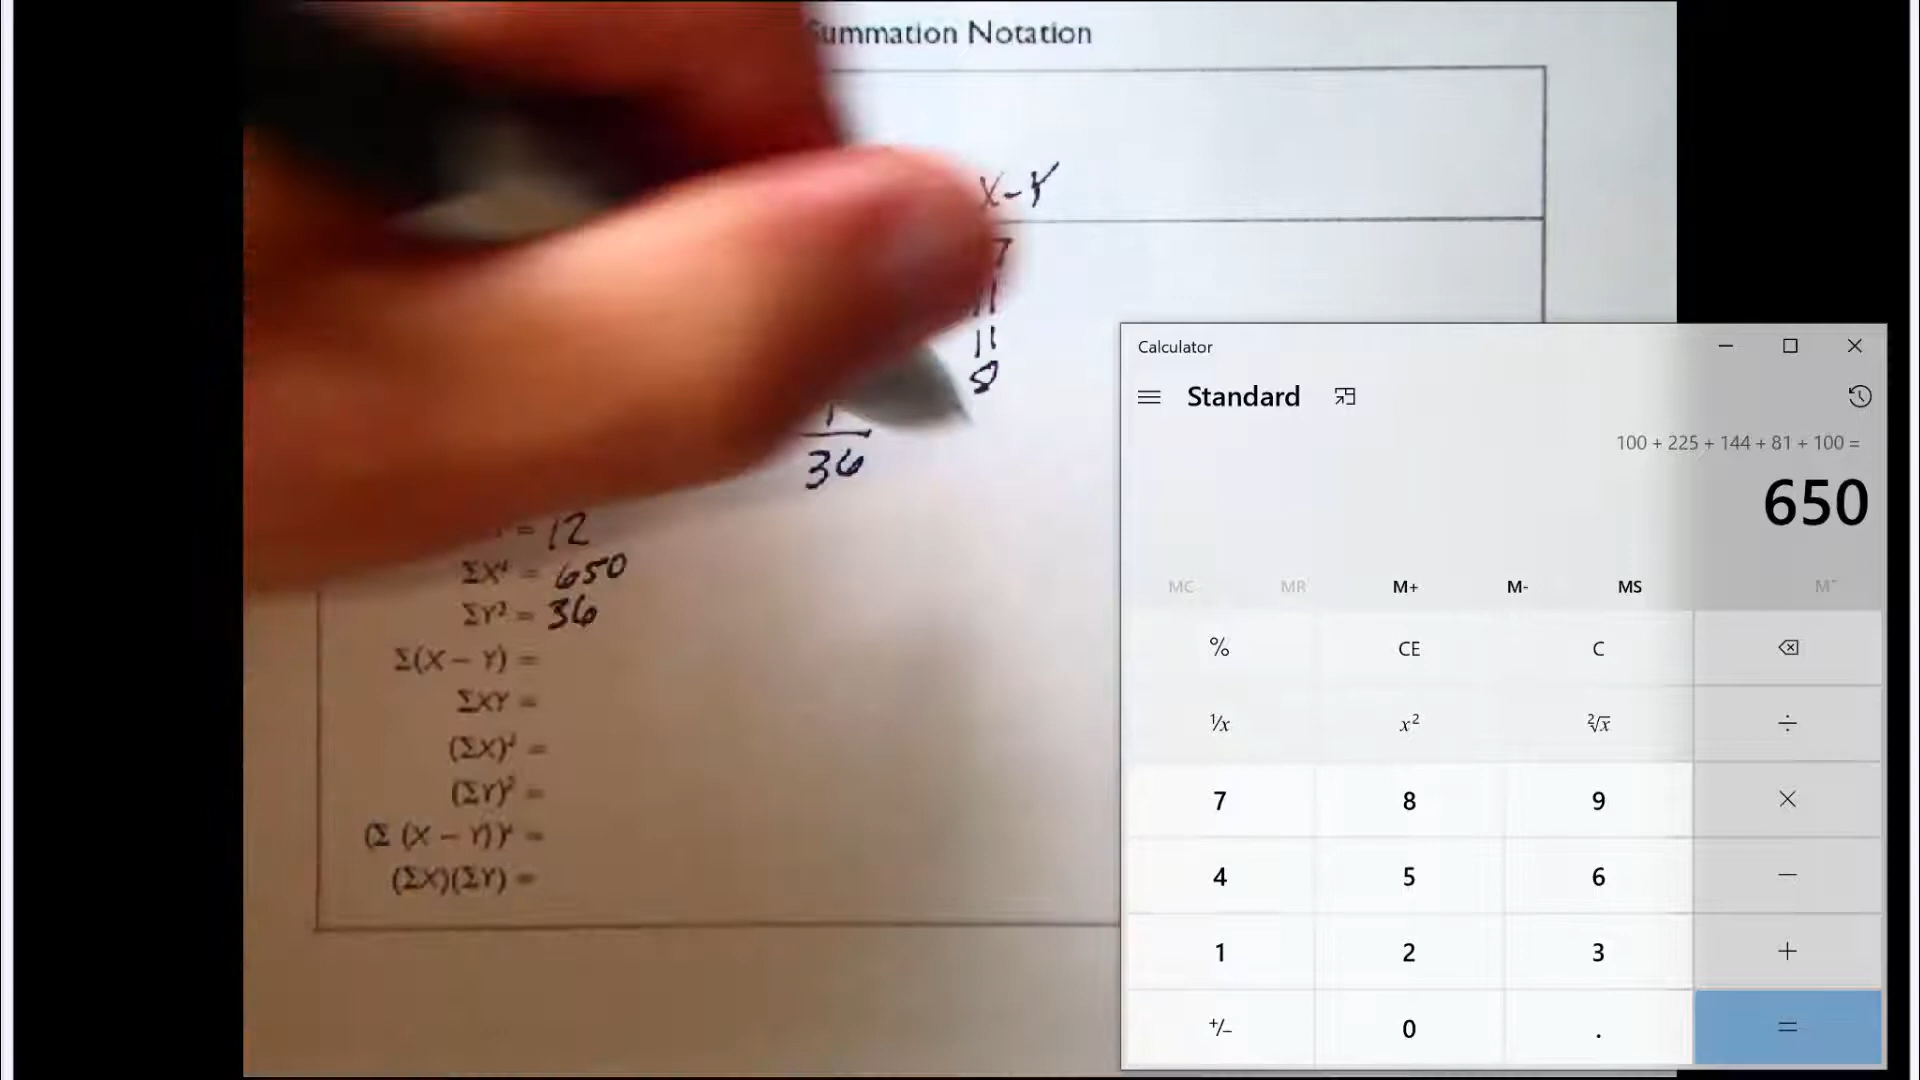 Summation Notation
X-Y
7
11
11
8
36
= 12
ΣX² = 650
ΣY² = 36
Σ(X – Y) =
ΣXY =
(ΣX)² =
(ΣY)² =
(Σ (X – Y))² =
(ΣX)(ΣY) =
Calculator
Standard
100 + 225 + 144 + 81 + 100 =
650
MC MR M+ M- MS M˅
% CE C
¹/x x² ²√x ÷
7 8 9 ×
4 5 6 −
1 2 3 +
+/− 0 . =